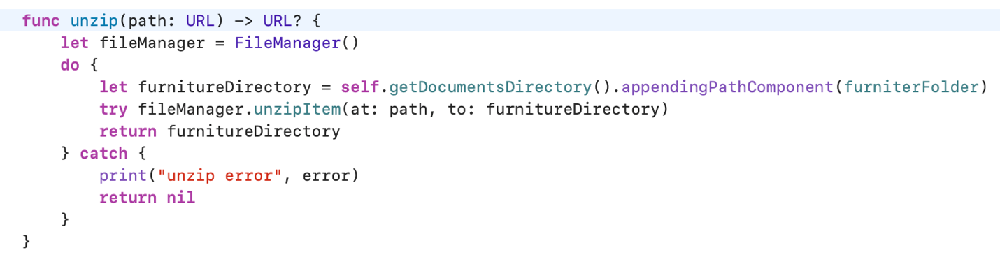 func unzip(path: URL) -> URL? {
    let fileManager = FileManager()
    do {
        let furnitureDirectory = self.getDocumentsDirectory().appendingPathComponent(furniterFolder)
        try fileManager.unzipItem(at: path, to: furnitureDirectory)
        return furnitureDirectory
    } catch {
        print("unzip error", error)
        return nil
    }
}